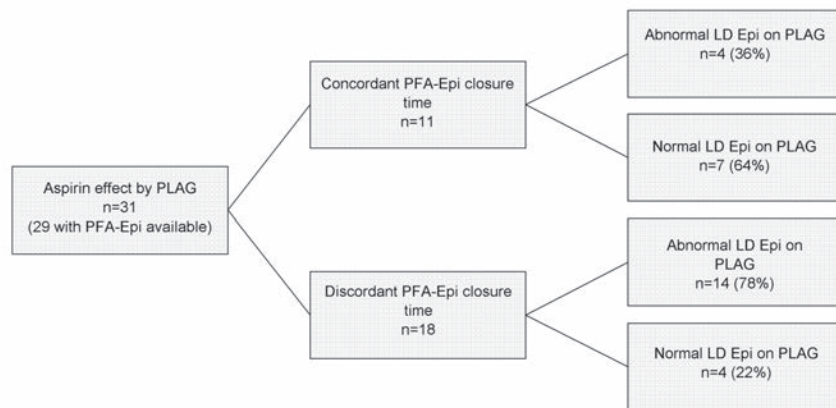 Aspirin effect by PLAG
n=31
(29 with PFA-Epi available)
Concordant PFA-Epi closure
time
n=11
Discordant PFA-Epi closure
time
n=18
Abnormal LD Epi on PLAG
n=4 (36%)
Normal LD Epi on PLAG
n=7 (64%)
Abnormal LD Epi on
PLAG
n=14 (78%)
Normal LD Epi on PLAG
n=4 (22%)